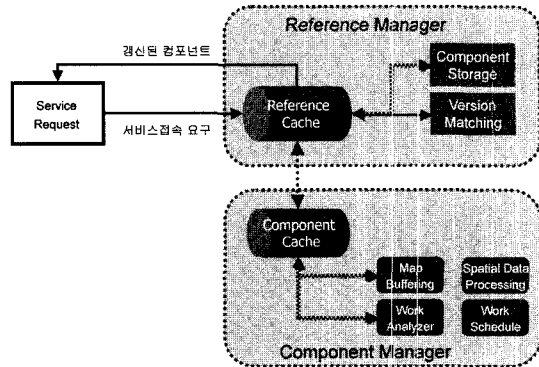 Reference Manager
갱신된 컴포넌트
Component
Storage
Service
Request
Reference
Cache
Version
Matching
서비스접속 요구
Component
Cache
Map
Buffering
Spatial Data
Processing
Work
Analyzer
Work
Schedule
Component Manager